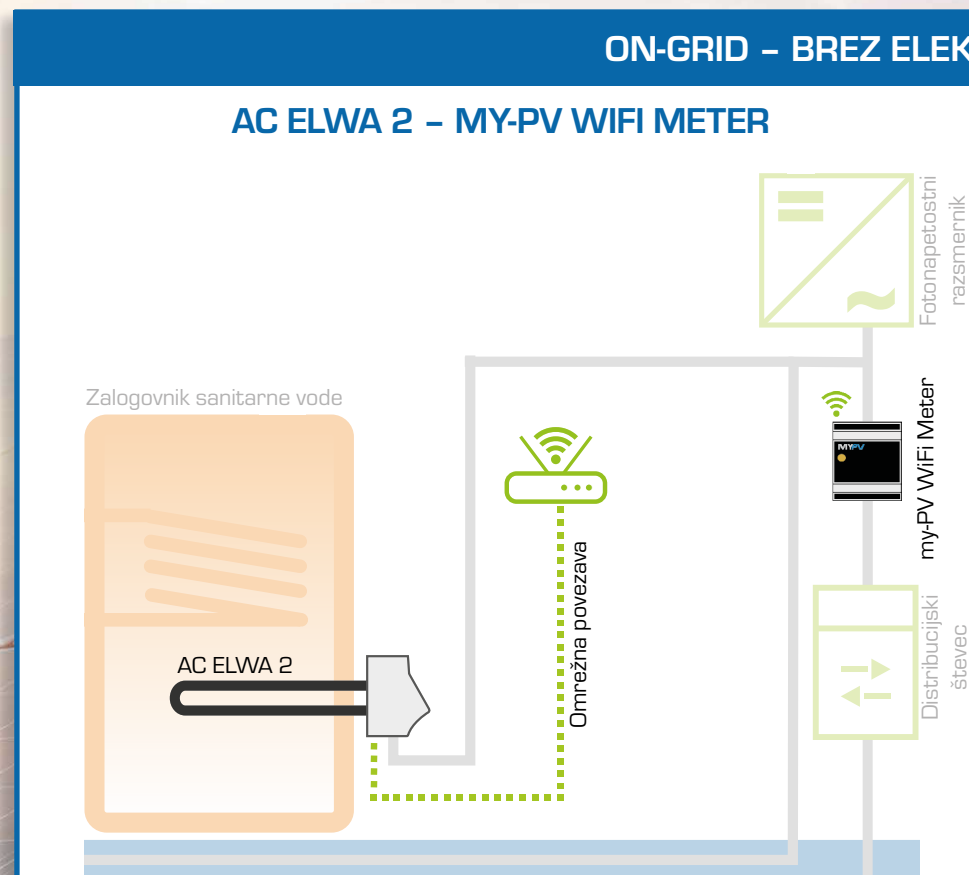 ON-GRID – BREZ ELEK
AC ELWA 2 – MY-PV WIFI METER
Fotonapetostni
razsmernik
Zalogovnik sanitarne vode
my-PV WiFi Meter
MYPV
Omrežna povezava
Distribucijski
števec
AC ELWA 2